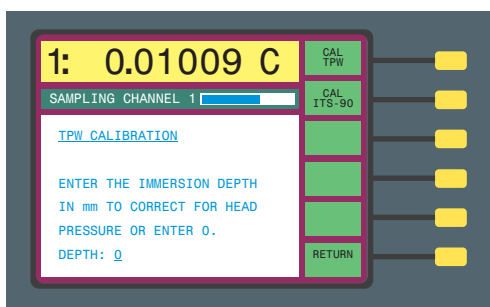 1: 0.01009 C
SAMPLING CHANNEL 1
TPW CALIBRATION
ENTER THE IMMERSION DEPTH
IN mm TO CORRECT FOR HEAD
PRESSURE OR ENTER 0.
DEPTH: 0
CAL
TPW
CAL
ITS-90
RETURN